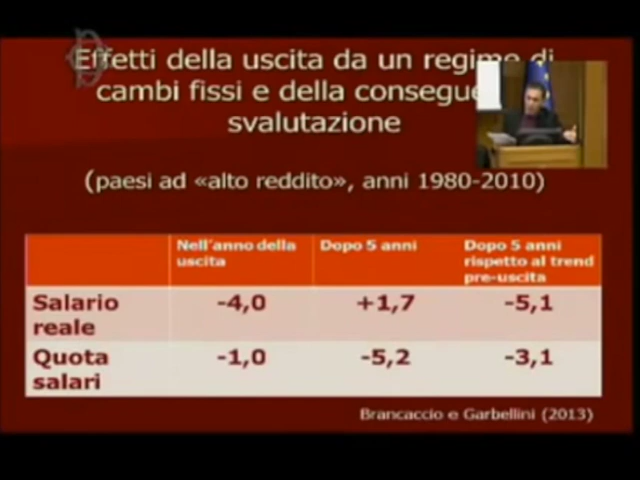 Effetti della uscita da un regime di
cambi fissi e della consegue
svalutazione
(paesi ad «alto reddito», anni 1980-2010)
Nell'anno della uscita
Dopo 5 anni
Dopo 5 anni rispetto al trend pre-uscita
Salario reale
-4,0
+1,7
-5,1
Quota salari
-1,0
-5,2
-3,1
Brancaccio e Garbellini (2013)